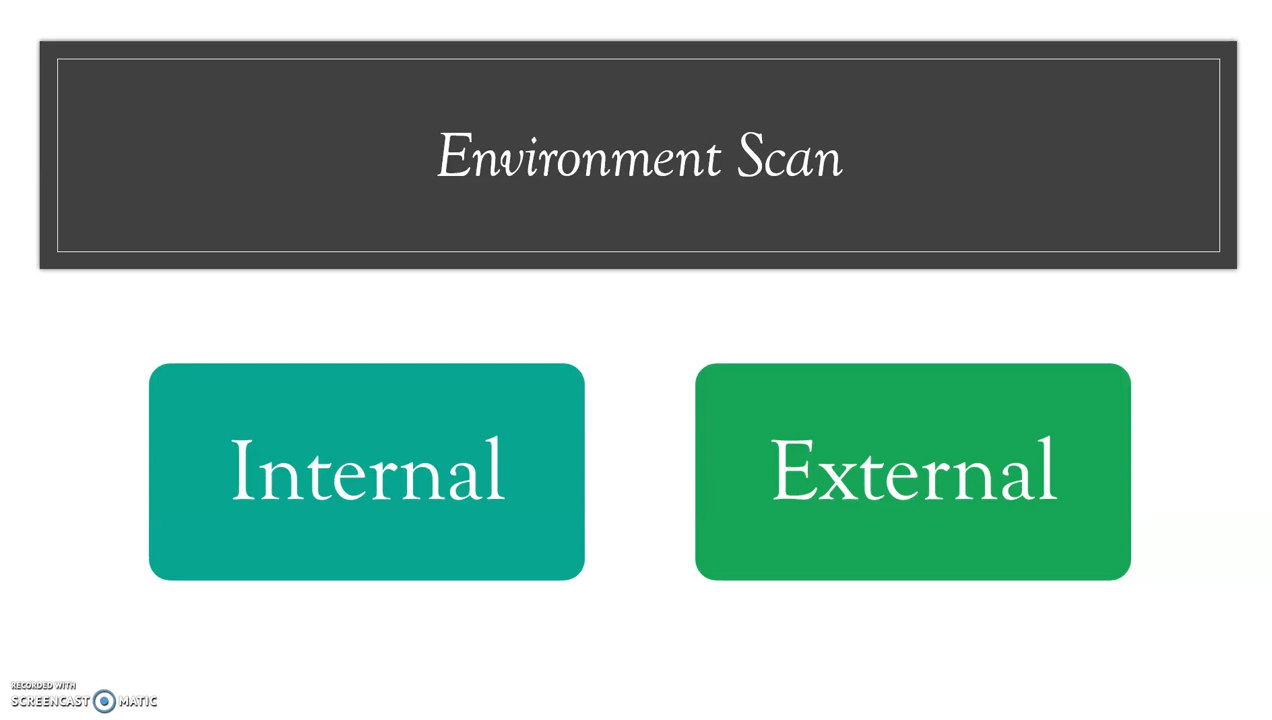 Environment Scan
Internal
External
RECORDED WITH
SCREENCAST MATIC